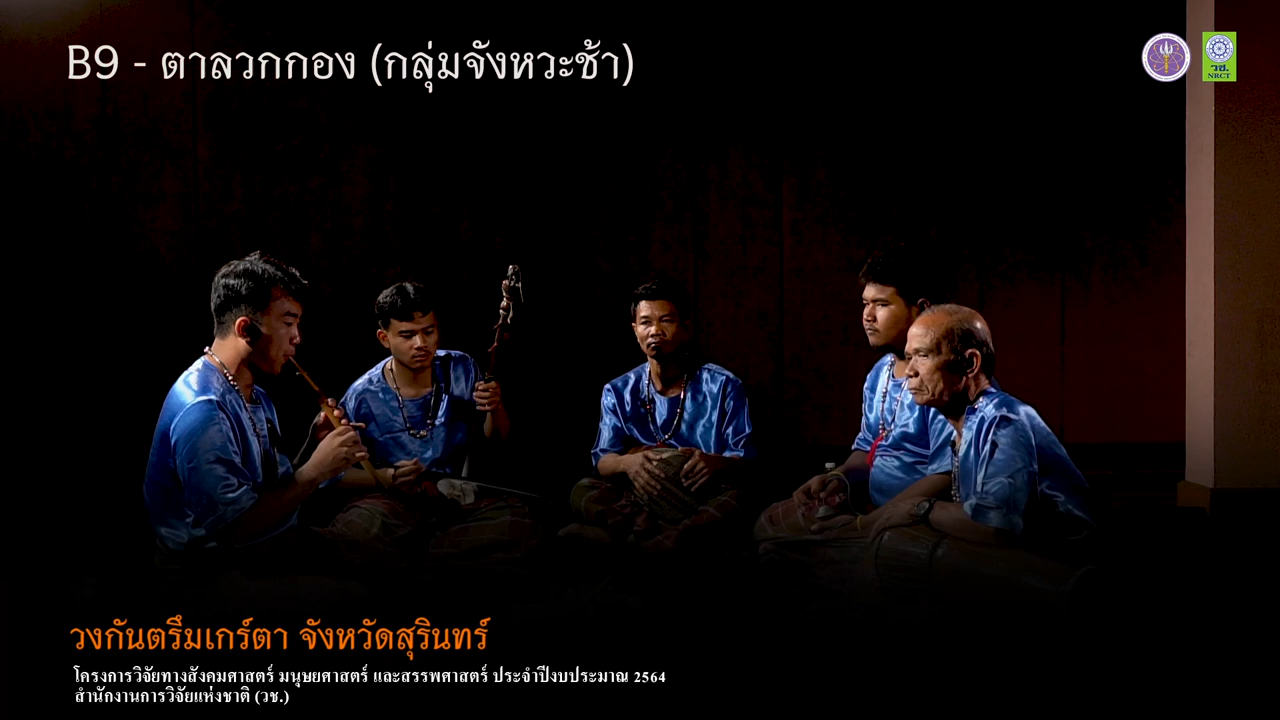 B9 - ตาลวกกอง (กลุ่มจังหวะช้า)
วช.
NRCT
วงกันตรึมเกร์ตา จังหวัดสุรินทร์
โครงการวิจัยทางสังคมศาสตร์ มนุษยศาสตร์ และสรรพศาสตร์ ประจำปีงบประมาณ 2564
สำนักงานการวิจัยแห่งชาติ (วช.)